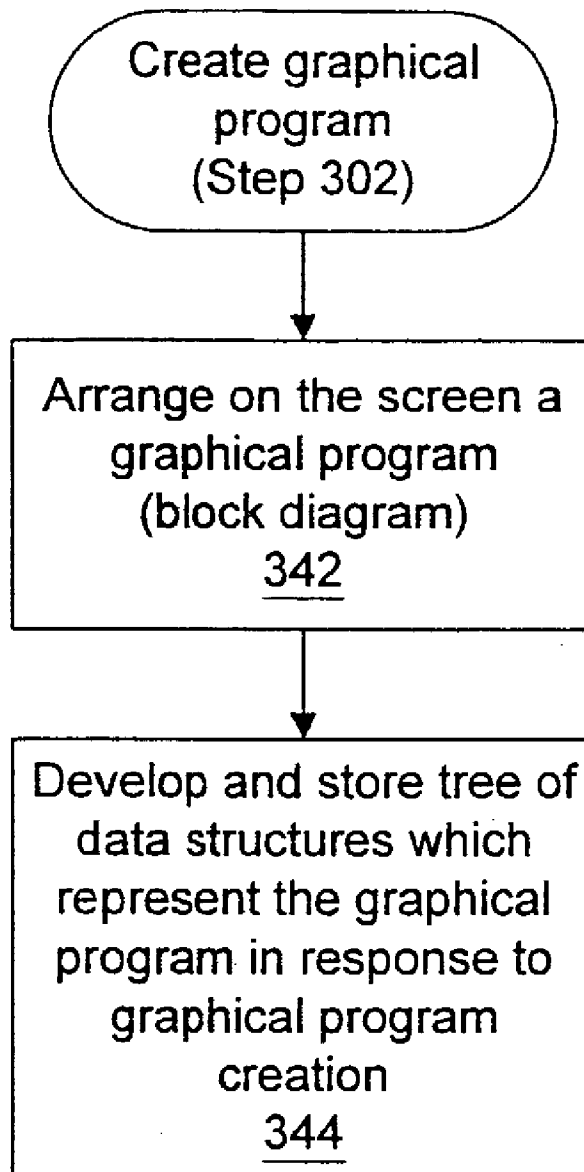 Create graphical
program
(Step 302)
Arrange on the screen a
graphical program
(block diagram)
342
Develop and store tree of
data structures which
represent the graphical
program in response to
graphical program
creation
344